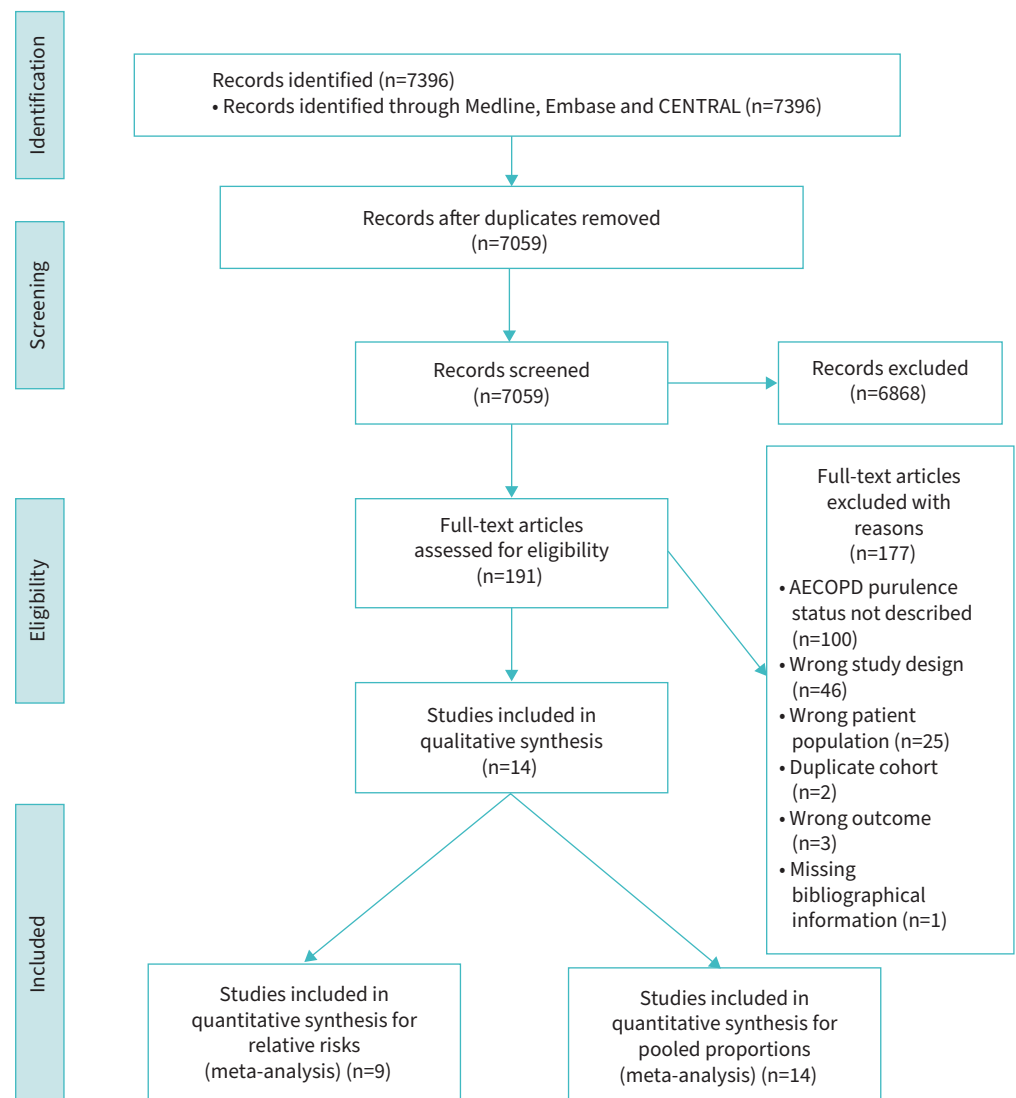 Identification
Records identified (n=7396)
• Records identified through Medline, Embase and CENTRAL (n=7396)
Records after duplicates removed
(n=7059)
Screening
Records screened
(n=7059)
Records excluded
(n=6868)
Eligibility
Full-text articles
assessed for eligibility
(n=191)
Full-text articles
excluded with
reasons
(n=177)
• AECOPD purulence
status not described
(n=100)
• Wrong study design
(n=46)
• Wrong patient
population (n=25)
• Duplicate cohort
(n=2)
• Wrong outcome
(n=3)
• Missing
bibliographical
information (n=1)
Studies included in
qualitative synthesis
(n=14)
Included
Studies included in
quantitative synthesis for
relative risks
(meta-analysis) (n=9)
Studies included in
quantitative synthesis for
pooled proportions
(meta-analysis) (n=14)